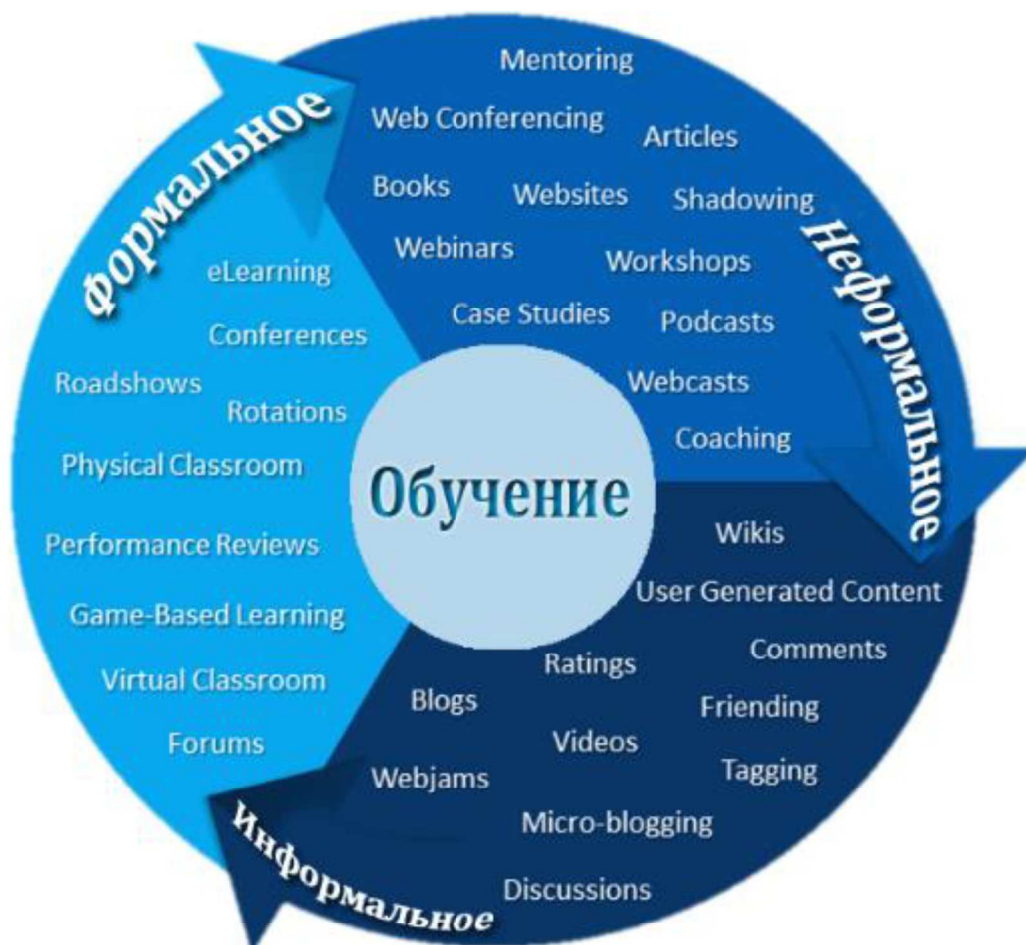 Формальное
eLearning
Conferences
Roadshows
Rotations
Physical Classroom
Performance Reviews
Game-Based Learning
Virtual Classroom
Forums
Неформальное
Mentoring
Web Conferencing
Articles
Books
Websites
Shadowing
Webinars
Workshops
Case Studies
Podcasts
Webcasts
Coaching
Обучение
Информальное
Wikis
User Generated Content
Comments
Ratings
Blogs
Friending
Videos
Tagging
Webjams
Micro-blogging
Discussions